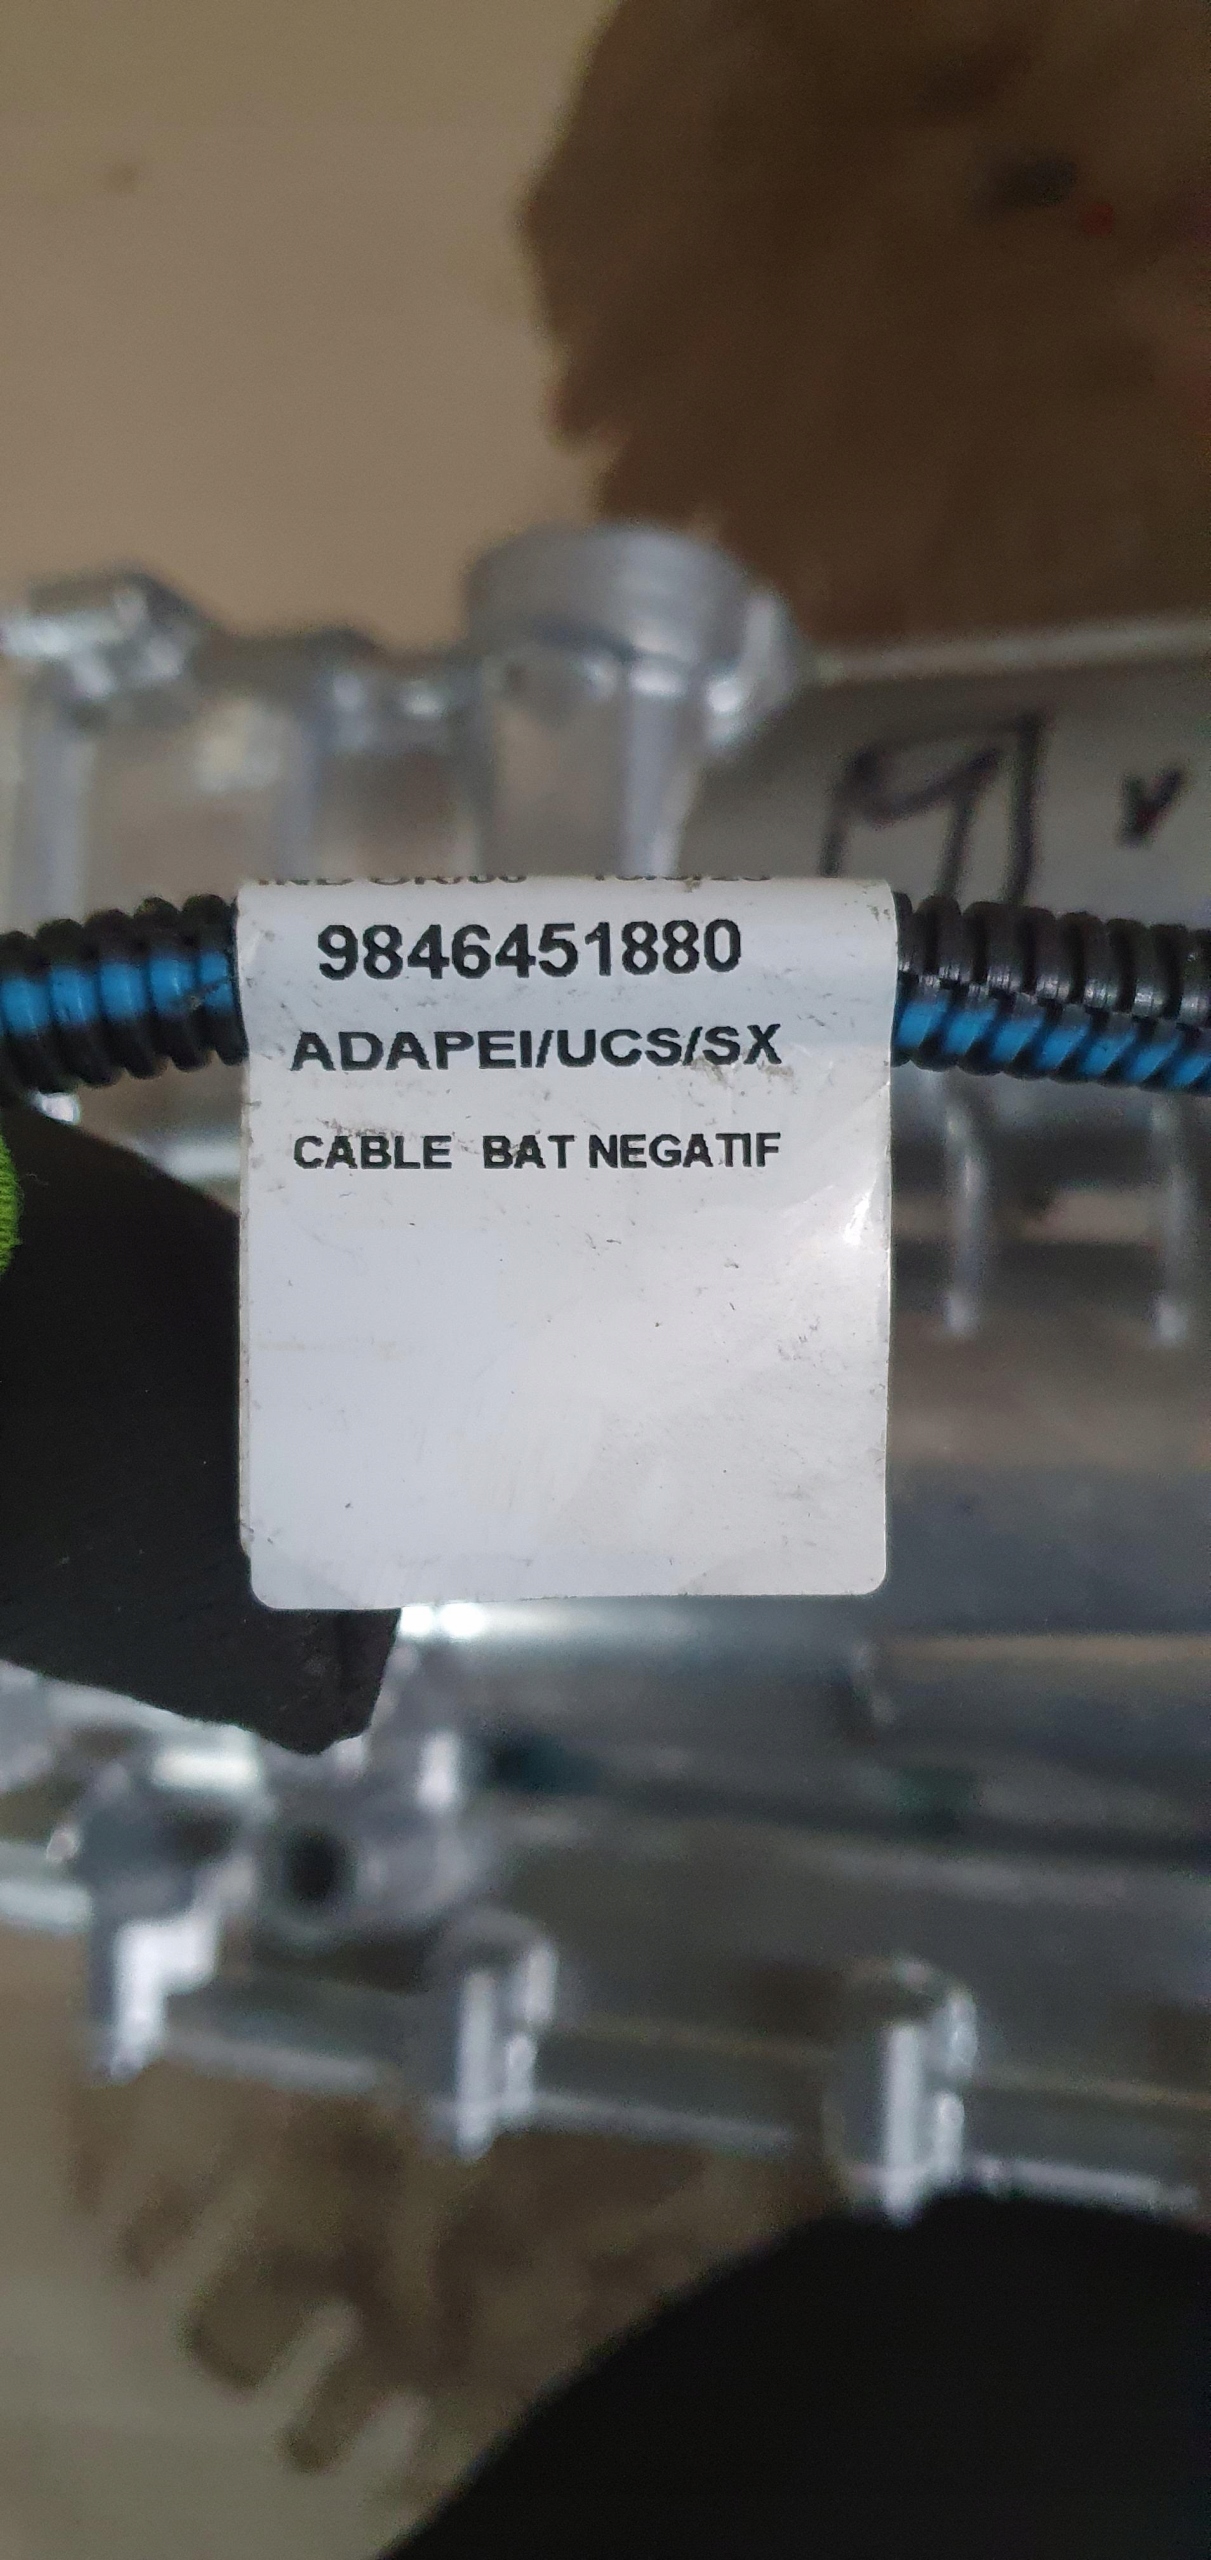 9846451880
ADAPEI/UCS/SX
CABLE BAT NEGATIF